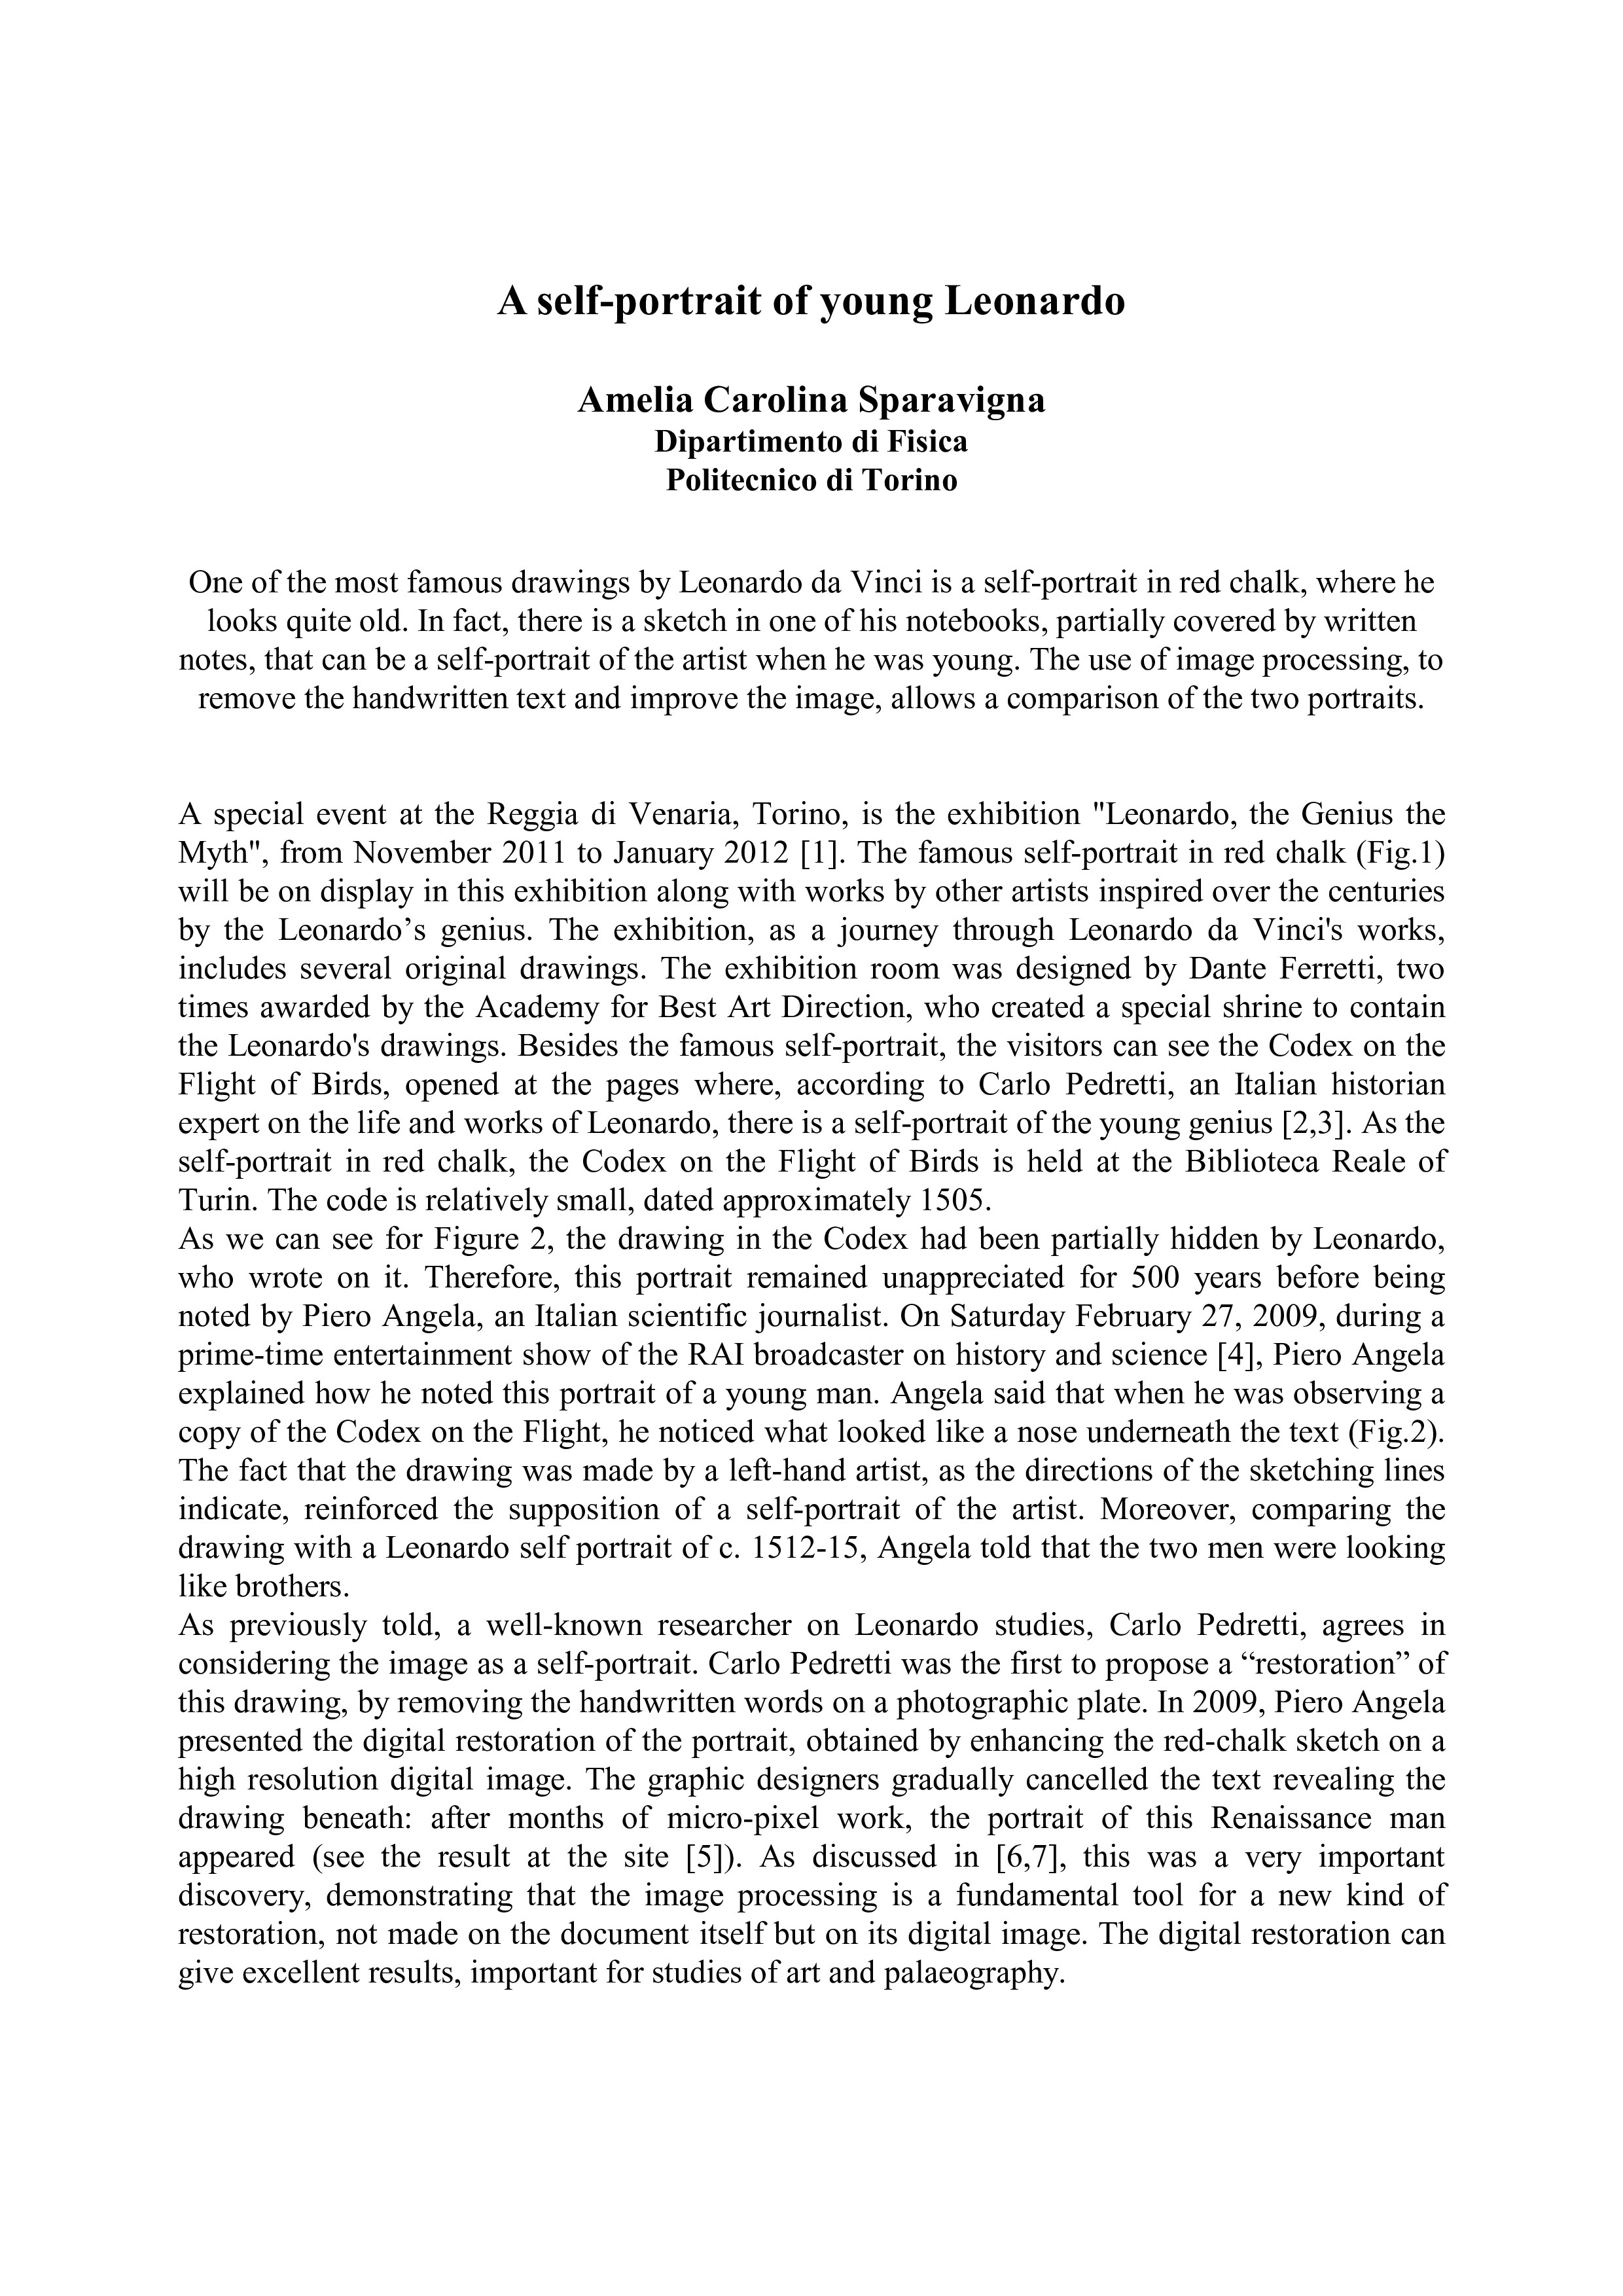 A self-portrait of young Leonardo
Amelia Carolina Sparavigna
Dipartimento di Fisica
Politecnico di Torino
One of the most famous drawings by Leonardo da Vinci is a self-portrait in red chalk, where he
looks quite old. In fact, there is a sketch in one of his notebooks, partially covered by written
notes, that can be a self-portrait of the artist when he was young. The use of image processing, to
remove the handwritten text and improve the image, allows a comparison of the two portraits.
A special event at the Reggia di Venaria, Torino, is the exhibition "Leonardo, the Genius the
Myth", from November 2011 to January 2012 [1]. The famous self-portrait in red chalk (Fig.1)
will be on display in this exhibition along with works by other artists inspired over the centuries
by the Leonardo’s genius. The exhibition, as a journey through Leonardo da Vinci's works,
includes several original drawings. The exhibition room was designed by Dante Ferretti, two
times awarded by the Academy for Best Art Direction, who created a special shrine to contain
the Leonardo's drawings. Besides the famous self-portrait, the visitors can see the Codex on the
Flight of Birds, opened at the pages where, according to Carlo Pedretti, an Italian historian
expert on the life and works of Leonardo, there is a self-portrait of the young genius [2,3]. As the
self-portrait in red chalk, the Codex on the Flight of Birds is held at the Biblioteca Reale of
Turin. The code is relatively small, dated approximately 1505.
As we can see for Figure 2, the drawing in the Codex had been partially hidden by Leonardo,
who wrote on it. Therefore, this portrait remained unappreciated for 500 years before being
noted by Piero Angela, an Italian scientific journalist. On Saturday February 27, 2009, during a
prime-time entertainment show of the RAI broadcaster on history and science [4], Piero Angela
explained how he noted this portrait of a young man. Angela said that when he was observing a
copy of the Codex on the Flight, he noticed what looked like a nose underneath the text (Fig.2).
The fact that the drawing was made by a left-hand artist, as the directions of the sketching lines
indicate, reinforced the supposition of a self-portrait of the artist. Moreover, comparing the
drawing with a Leonardo self portrait of c. 1512-15, Angela told that the two men were looking
like brothers.
As previously told, a well-known researcher on Leonardo studies, Carlo Pedretti, agrees in
considering the image as a self-portrait. Carlo Pedretti was the first to propose a “restoration” of
this drawing, by removing the handwritten words on a photographic plate. In 2009, Piero Angela
presented the digital restoration of the portrait, obtained by enhancing the red-chalk sketch on a
high resolution digital image. The graphic designers gradually cancelled the text revealing the
drawing beneath: after months of micro-pixel work, the portrait of this Renaissance man
appeared (see the result at the site [5]). As discussed in [6,7], this was a very important
discovery, demonstrating that the image processing is a fundamental tool for a new kind of
restoration, not made on the document itself but on its digital image. The digital restoration can
give excellent results, important for studies of art and palaeography.